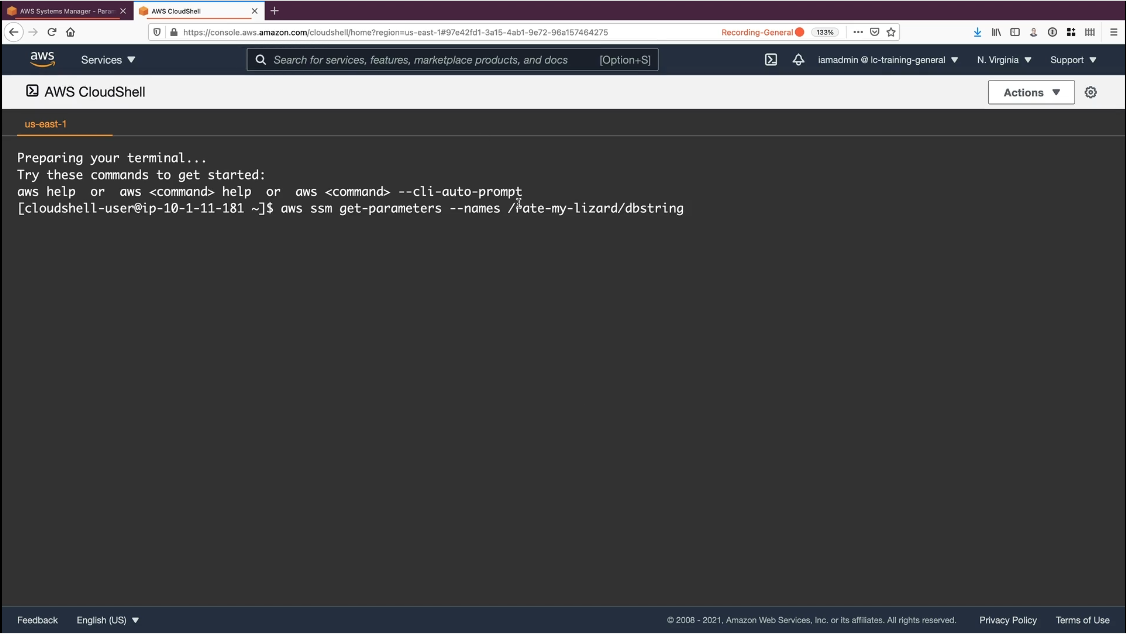 AWS Systems Manager - Para
AWS CloudShell
https://console.aws.amazon.com/cloudshell/home?region=us-east-1#97e42fd1-3a15-4ab1-9e72-96a157464275
Recording-General
133%
aws
Services
Search for services, features, marketplace products, and docs
[Option+S]
iamadmin @ lc-training-general
N. Virginia
Support
AWS CloudShell
Actions
us-east-1
Preparing your terminal...
Try these commands to get started:
aws help or aws <command> help or aws <command> --cli-auto-prompt
[cloudshell-user@ip-10-1-11-181 ~]$ aws ssm get-parameters --names /rate-my-lizard/dbstring
Feedback
English (US)
© 2008 - 2021, Amazon Web Services, Inc. or its affiliates. All rights reserved.
Privacy Policy
Terms of Use